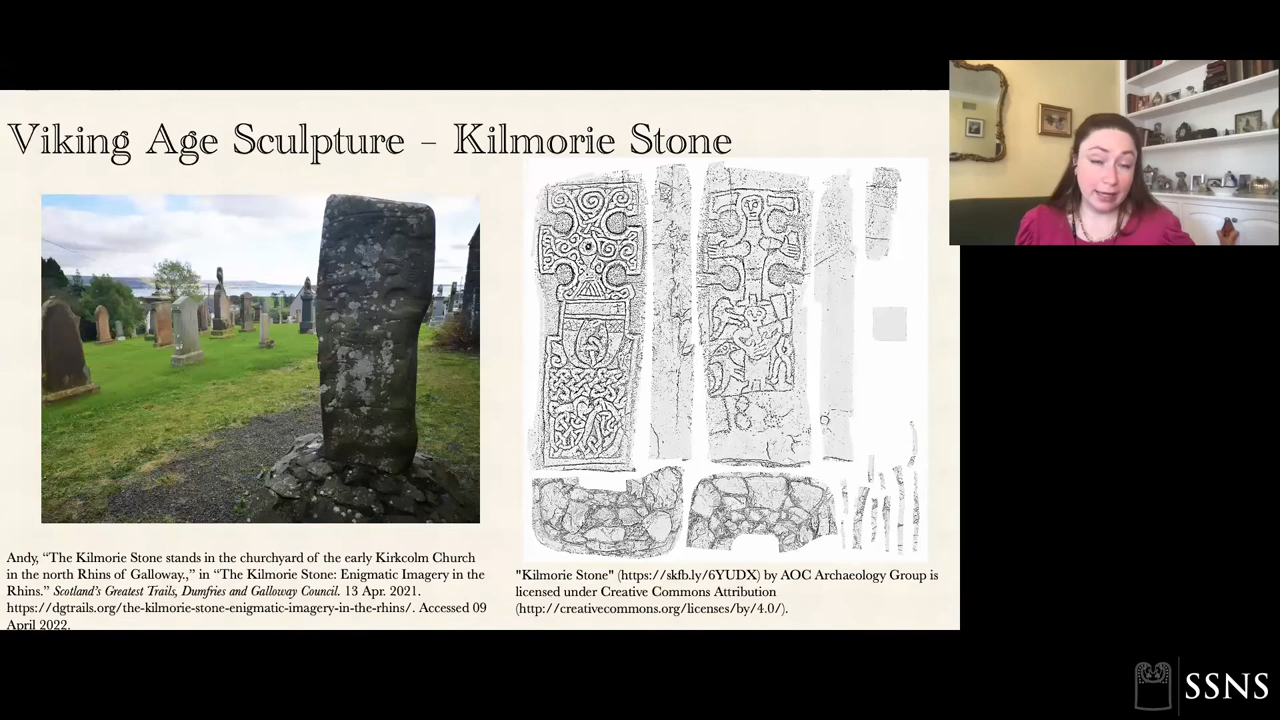 Viking Age Sculpture – Kilmorie Stone
Andy, “The Kilmorie Stone stands in the churchyard of the early Kirkcolm Church
in the north Rhins of Galloway.,” in “The Kilmorie Stone: Enigmatic Imagery in the
Rhins.” Scotland's Greatest Trails, Dumfries and Galloway Council. 13 Apr. 2021.
https://dgtrails.org/the-kilmorie-stone-enigmatic-imagery-in-the-rhins/. Accessed 09
April 2022.
"Kilmorie Stone" (https://skfb.ly/6YUDX) by AOC Archaeology Group is
licensed under Creative Commons Attribution
(http://creativecommons.org/licenses/by/4.0/).
SSNS